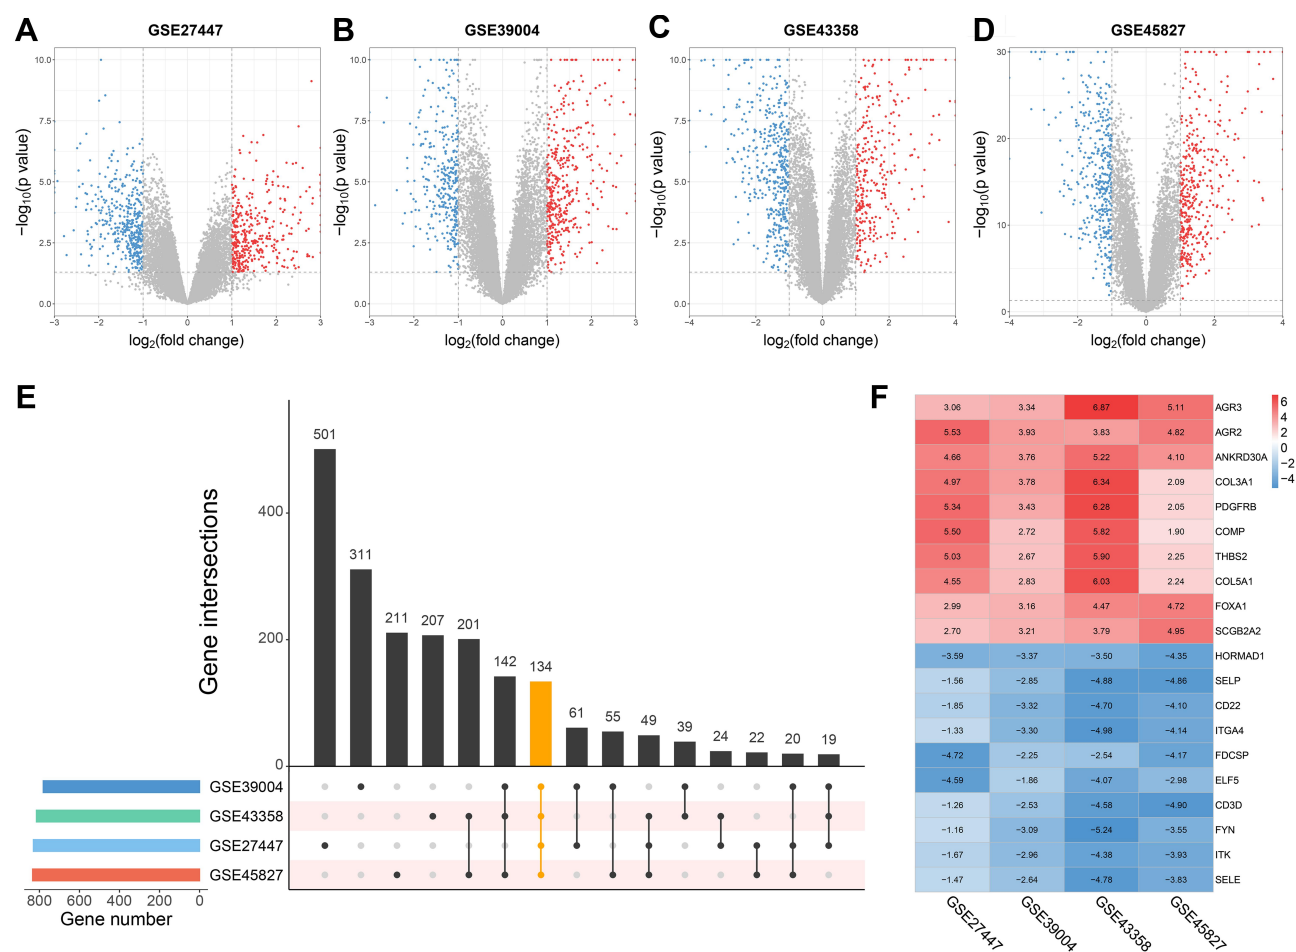 A
GSE27447
−log10(p value)
10.0
7.5
5.0
2.5
0.0
−3 −2 −1 0 1 2 3
log2(fold change)
B
GSE39004
−log10(p value)
10.0
7.5
5.0
2.5
0.0
−3 −2 −1 0 1 2 3
log2(fold change)
C
GSE43358
−log10(p value)
10.0
7.5
5.0
2.5
0.0
−4 −2 0 2 4
log2(fold change)
D
GSE45827
−log10(p value)
30
20
10
0
−4 −2 0 2 4
log2(fold change)
E
Gene intersections
400
200
0
501 311 211 207 201 142 134 61 55 49 39 24 22 20 19
GSE39004
GSE43358
GSE27447
GSE45827
800 600 400 200 0
Gene number
F
3.06 3.34 6.87 5.11 AGR3
5.53 3.93 3.83 4.82 AGR2
4.66 3.76 5.22 4.10 ANKRD30A
4.97 3.78 6.34 2.09 COL3A1
5.34 3.43 6.28 2.05 PDGFRB
5.50 2.72 5.82 1.90 COMP
5.03 2.67 5.90 2.25 THBS2
4.55 2.83 6.03 2.24 COL5A1
2.99 3.16 4.47 4.72 FOXA1
2.70 3.21 3.79 4.95 SCGB2A2
−3.59 −3.37 −3.50 −4.35 HORMAD1
−1.56 −2.85 −4.88 −4.86 SELP
−1.85 −3.32 −4.70 −4.10 CD22
−1.33 −3.30 −4.98 −4.14 ITGA4
−4.72 −2.25 −2.54 −4.17 FDCSP
−4.59 −1.86 −4.07 −2.98 ELF5
−1.26 −2.53 −4.58 −4.90 CD3D
−1.16 −3.09 −5.24 −3.55 FYN
−1.67 −2.96 −4.38 −3.93 ITK
−1.47 −2.64 −4.78 −3.83 SELE
GSE27447 GSE39004 GSE43358 GSE45827
6
4
2
0
−2
−4